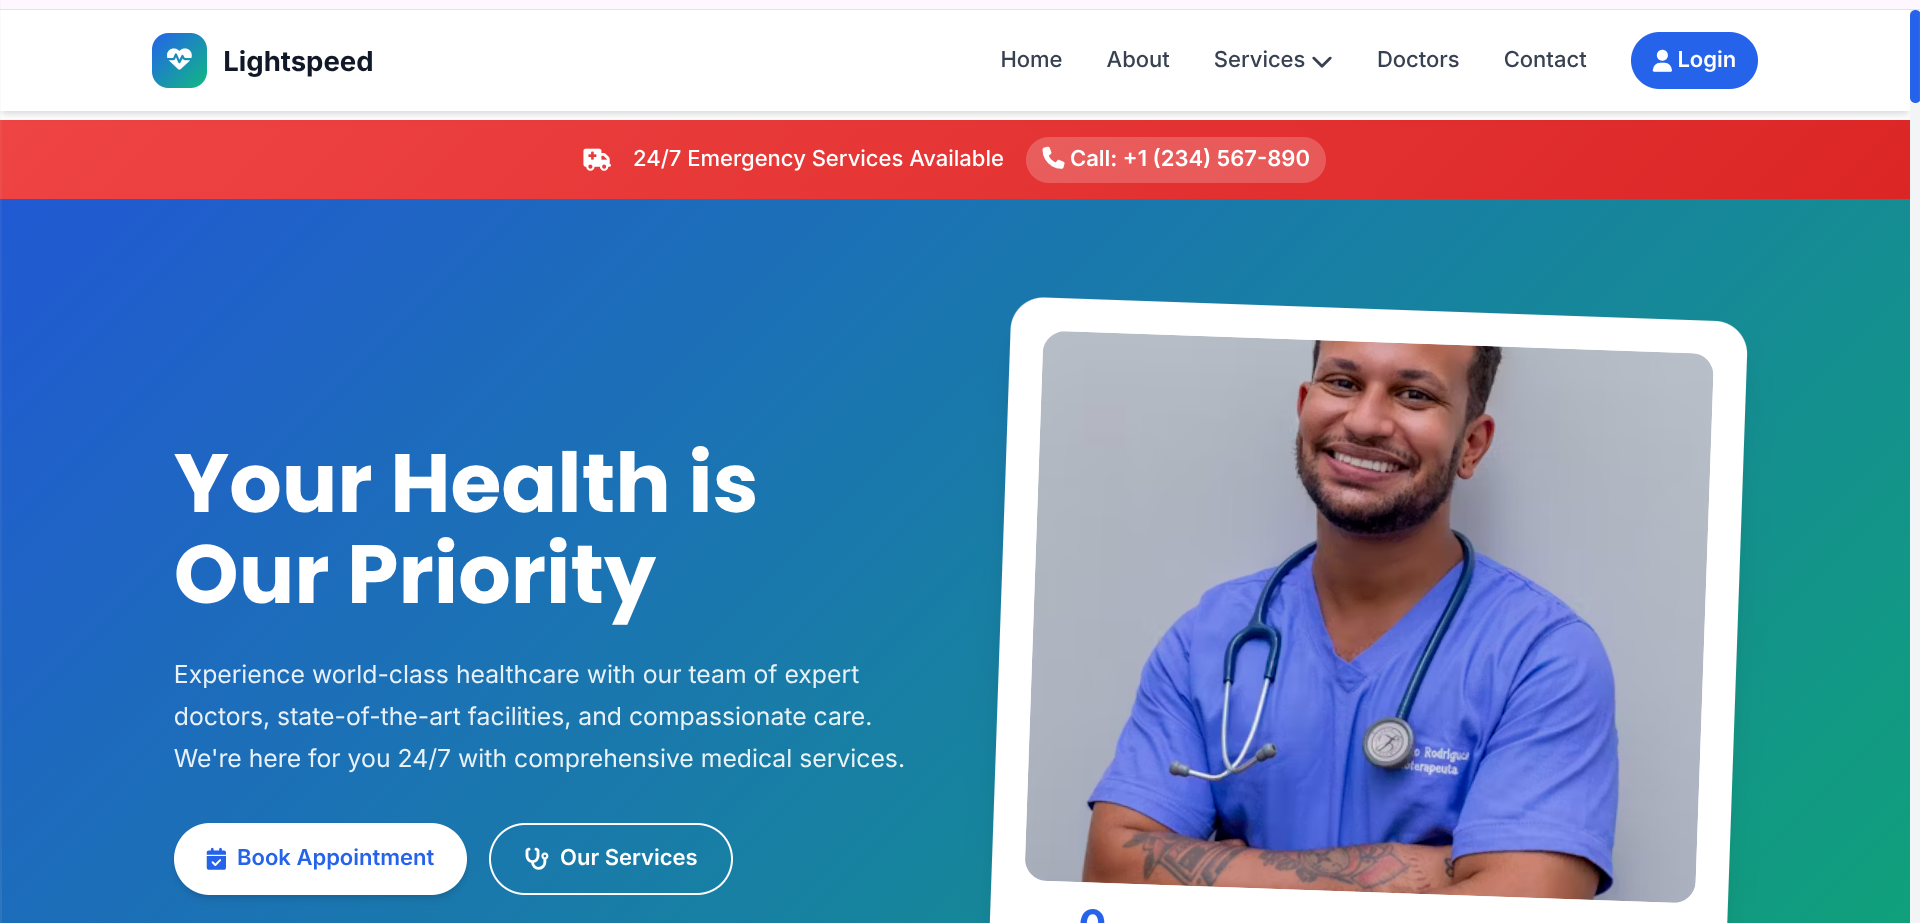 Lightspeed
Home
About
Services
Doctors
Contact
Login
24/7 Emergency Services Available
Call: +1 (234) 567-890
Your Health is
Our Priority
Experience world-class healthcare with our team of expert
doctors, state-of-the-art facilities, and compassionate care.
We're here for you 24/7 with comprehensive medical services.
Book Appointment
Our Services
o Rodrigues
oterapeuta